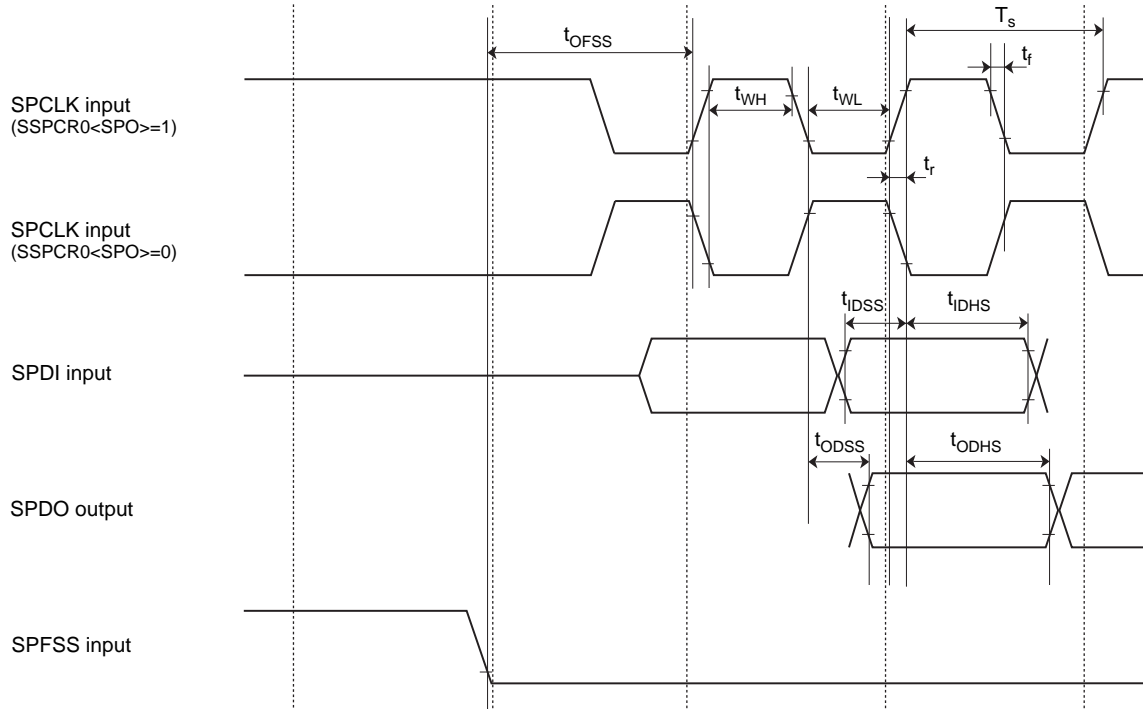 T_s
t_OFSS
t_f
SPCLK input
(SSPCR0<SPO>=1)
t_WH
t_WL
t_r
SPCLK input
(SSPCR0<SPO>=0)
t_IDSS
t_IDHS
SPDI input
t_ODSS
t_ODHS
SPDO output
SPFSS input